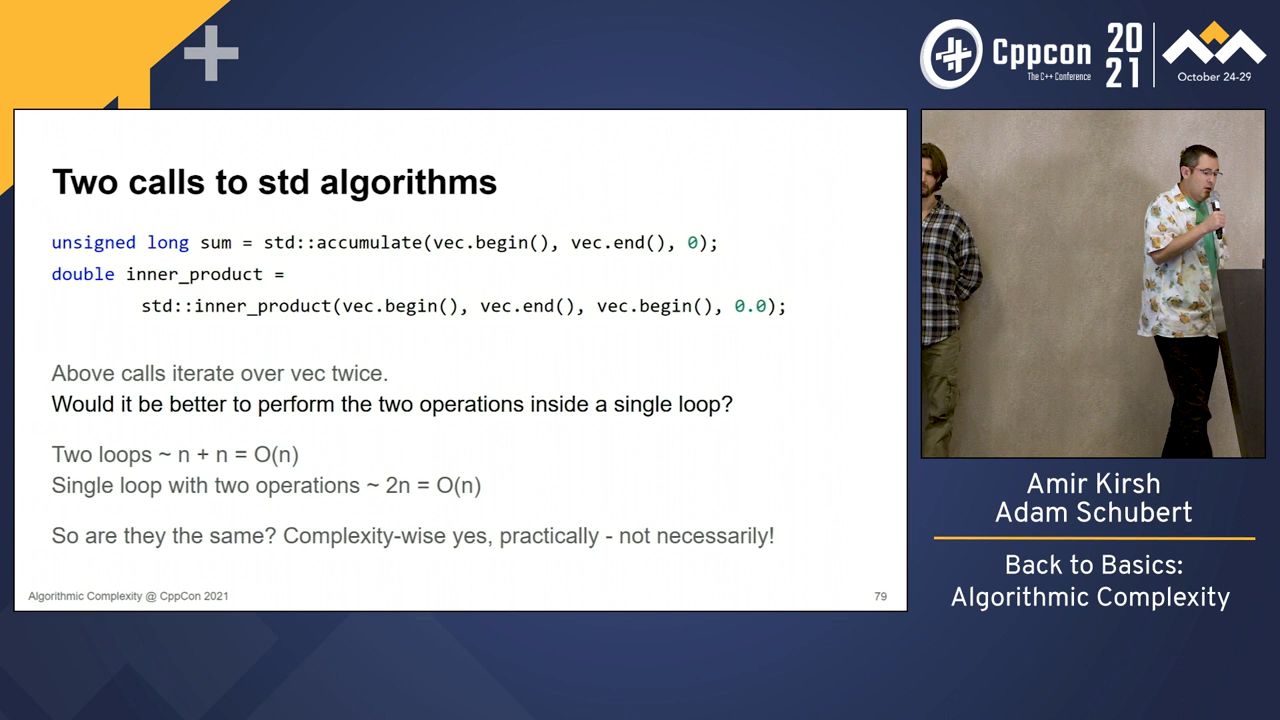 Cppcon
The C++ Conference
20
21
October 24-29
Two calls to std algorithms
unsigned long sum = std::accumulate(vec.begin(), vec.end(), 0);
double inner_product =
std::inner_product(vec.begin(), vec.end(), vec.begin(), 0.0);
Above calls iterate over vec twice.
Would it be better to perform the two operations inside a single loop?
Two loops ~ n + n = O(n)
Single loop with two operations ~ 2n = O(n)
So are they the same? Complexity-wise yes, practically - not necessarily!
Algorithmic Complexity @ CppCon 2021
79
Amir Kirsh
Adam Schubert
Back to Basics:
Algorithmic Complexity